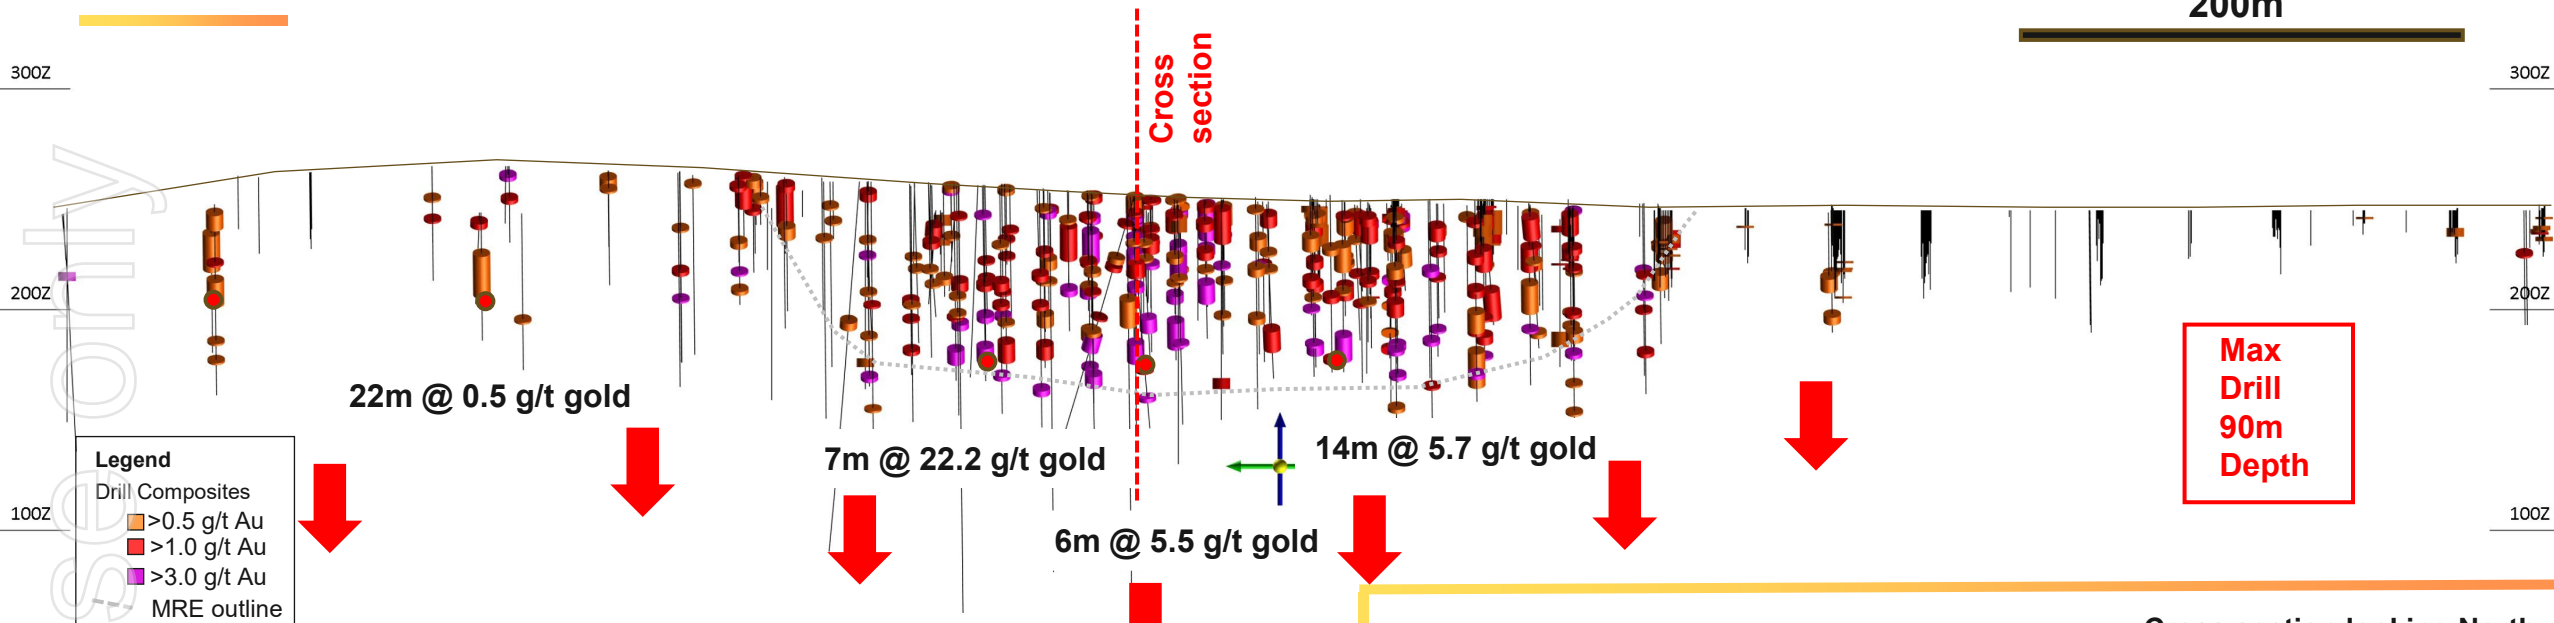 200m
300Z
300Z
Cross
section
200Z
200Z
Max
Drill
90m
Depth
22m @ 0.5 g/t gold
7m @ 22.2 g/t gold
14m @ 5.7 g/t gold
6m @ 5.5 g/t gold
100Z
100Z
Legend
Drill Composites
>0.5 g/t Au
>1.0 g/t Au
>3.0 g/t Au
MRE outline
se only